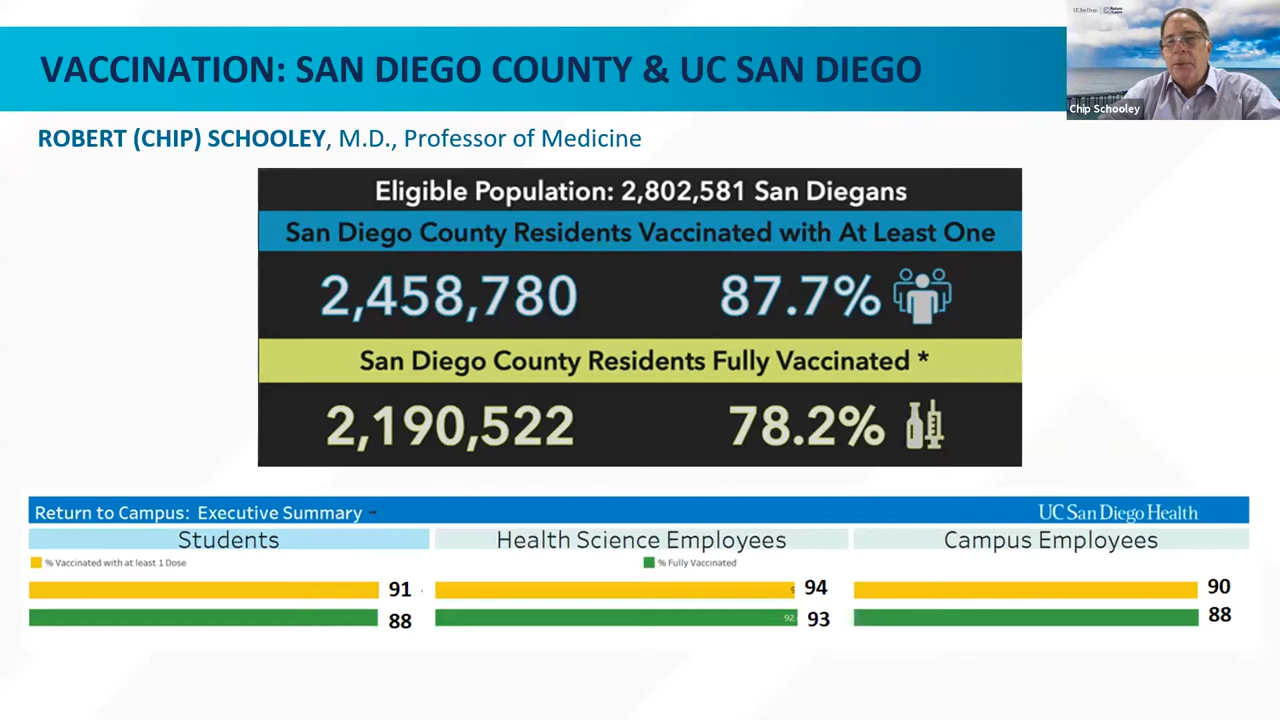 VACCINATION: SAN DIEGO COUNTY & UC SAN DIEGO
UC San Diego
Chip Schooley
ROBERT (CHIP) SCHOOLEY, M.D., Professor of Medicine
Eligible Population: 2,802,581 San Diegans
San Diego County Residents Vaccinated with At Least One
2,458,780 87.7%
San Diego County Residents Fully Vaccinated *
2,190,522 78.2%
Return to Campus: Executive Summary
UC San Diego Health
Students Health Science Employees Campus Employees
% Vaccinated with at least 1 Dose % Fully Vaccinated
91 94 90
88 92. 93 88